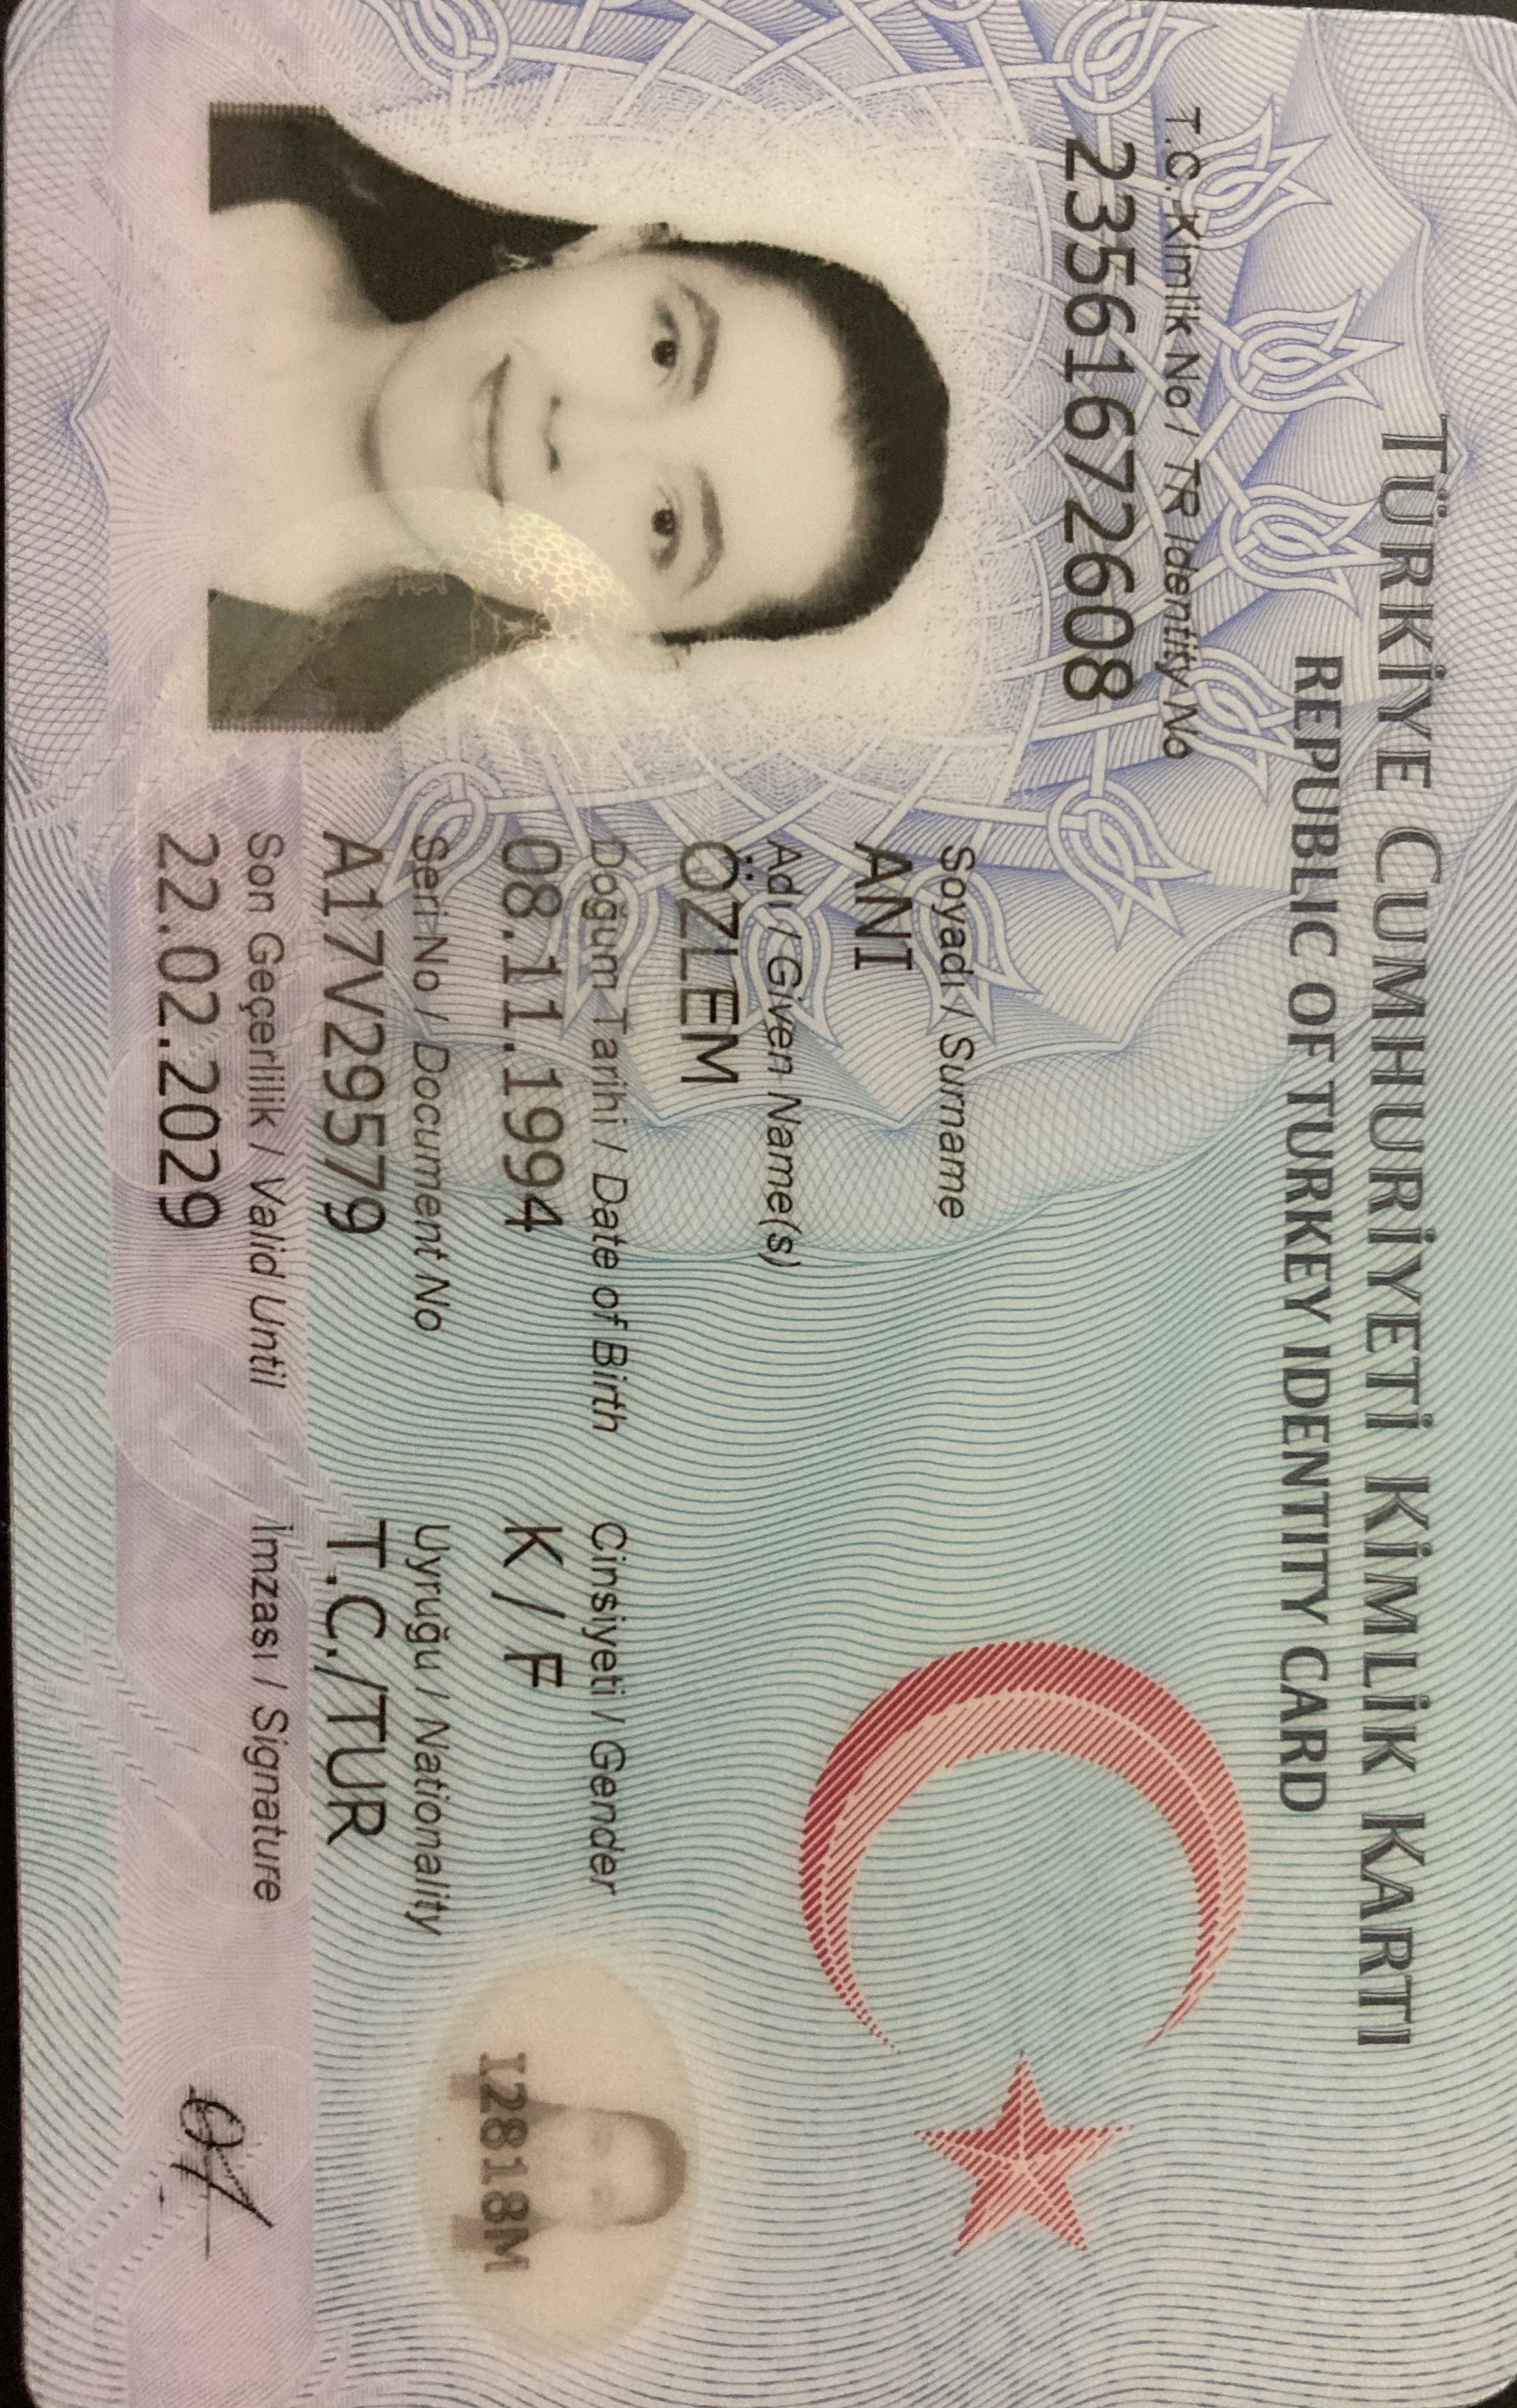 TÜRKİYE CUMHURİYETİ KİMLİK KARTI
REPUBLIC OF TURKEY IDENTITY CARD
T.C. Kimlik No / TR Identity No
23561672608
Soyadı / Surname
ANI
Adı / Given Name(s)
ÖZLEM
Doğum Tarihi / Date of Birth
08.11.1994
Cinsiyeti / Gender
K / F
Seri No / Document No
A17V29579
Uyruğu / Nationality
T.C./TUR
Son Geçerlilik / Valid Until
22.02.2029
İmzası / Signature
I2818M